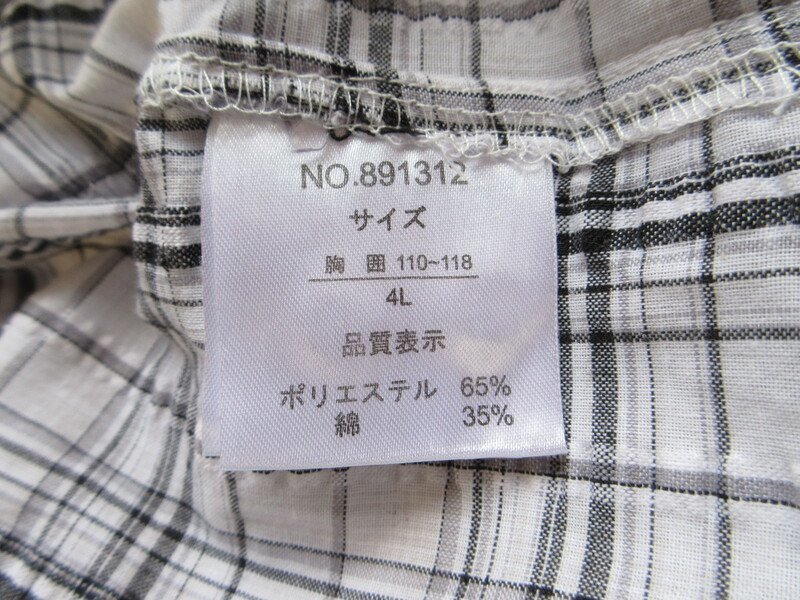 NO.891312
サイズ
胸 囲 110~118
4L
品質表示
ポリエステル 65%
綿 35%